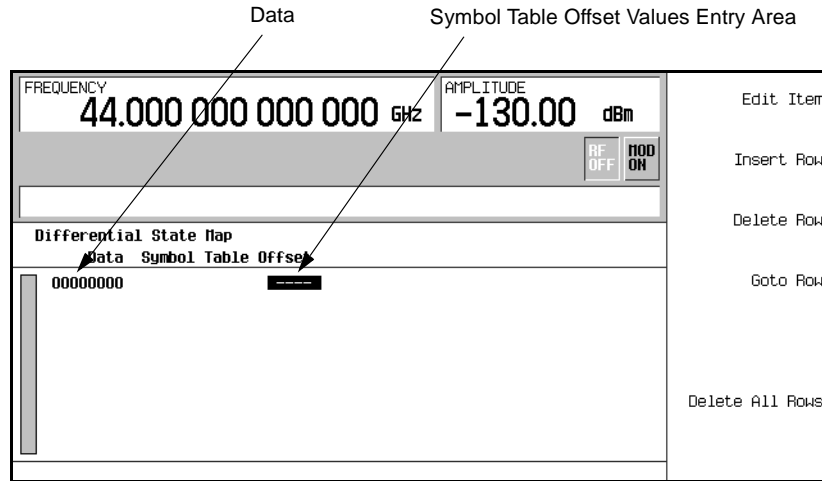 Data Symbol Table Offset Values Entry Area
FREQUENCY AMPLITUDE
44.000 000 000 000 GHz -130.00 dBm
RF OFF MOD ON
Differential State Map
Data Symbol Table Offset
00000000 ----
Edit Item
Insert Row
Delete Row
Goto Row
Delete All Rows